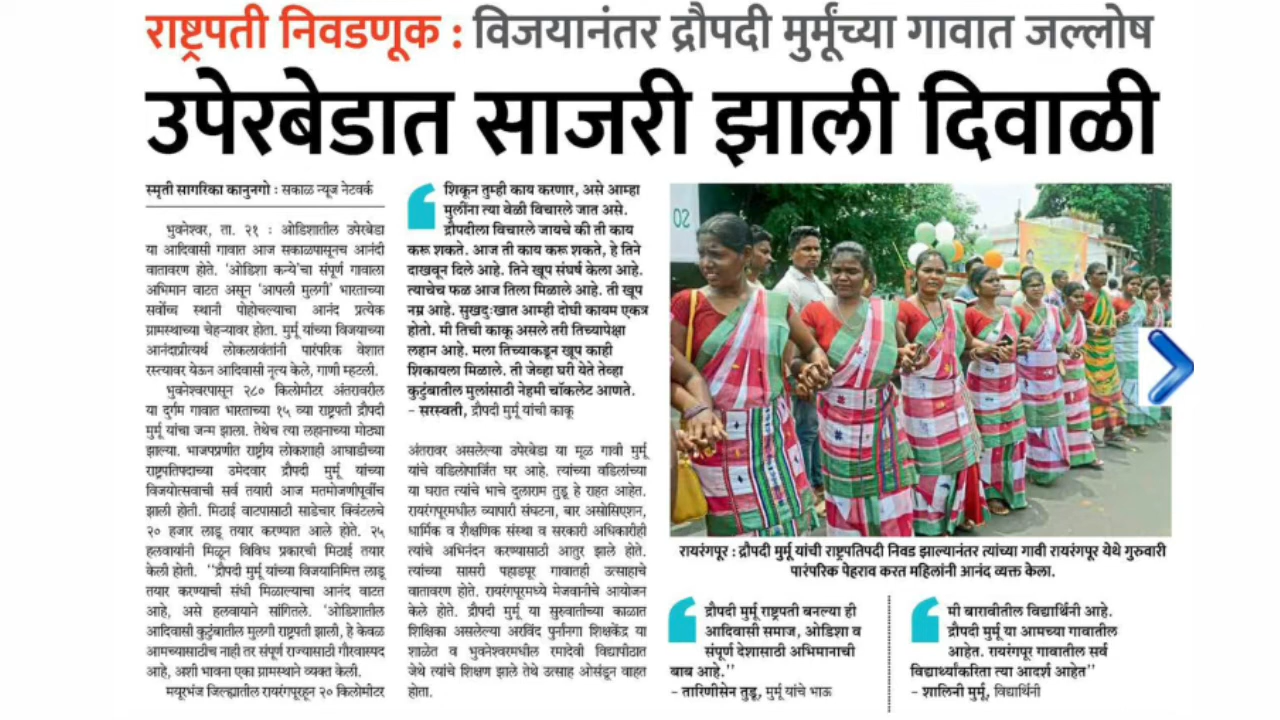 राष्ट्रपती निवडणूक : विजयानंतर द्रौपदी मुर्मूंच्या गावात जल्लोष
उपेरबेडात साजरी झाली दिवाळी
स्मृती सागरिका कानुनगो : सकाळ न्यूज नेटवर्क
भुवनेश्वर, ता. २१ : ओडिशातील उपेरबेडा
या आदिवासी गावात आज सकाळपासूनच आनंदी
वातावरण होते. ‘ओडिशा कन्ये’चा संपूर्ण गावाला
अभिमान वाटत असून ‘आपली मुलगी’ भारताच्या
सर्वोच्च स्थानी पोहोचल्याचा आनंद प्रत्येक
ग्रामस्थाच्या चेहऱ्यावर होता. मुर्मू यांच्या विजयाच्या
आनंदाप्रीत्यर्थ लोकलावंतांनी पारंपरिक वेशात
रस्त्यावर येऊन आदिवासी नृत्य केले, गाणी म्हटली.
भुवनेश्वरपासून २८० किलोमीटर अंतरावरील
या दुर्गम गावात भारताच्या १५ व्या राष्ट्रपती द्रौपदी
मुर्मू यांचा जन्म झाला. तेथेच त्या लहानाच्या मोठ्या
झाल्या. भाजपप्रणीत राष्ट्रीय लोकशाही आघाडीच्या
राष्ट्रपतिपदाच्या उमेदवार द्रौपदी मुर्मू यांच्या
विजयोत्सवाची सर्व तयारी आज मतमोजणीपूर्वीच
झाली होती. मिठाई वाटपासाठी साडेचार क्विंटलचे
२० हजार लाडू तयार करण्यात आले होते. २५
हलवायांनी मिळून विविध प्रकारची मिठाई तयार
केली होती. ‘‘द्रौपदी मुर्मू यांच्या विजयानिमित्त लाडू
तयार करण्याची संधी मिळाल्याचा आनंद वाटत
आहे, असे हलवायाने सांगितले. ‘ओडिशातील
आदिवासी कुटुंबातील मुलगी राष्ट्रपती झाली, हे केवळ
आमच्यासाठीच नाही तर संपूर्ण राज्यासाठी गौरवास्पद
आहे, अशी भावना एका ग्रामस्थाने व्यक्त केली.
मयूरभंज जिल्ह्यातील रायरंगपूरहून २० किलोमीटर
शिकून तुम्ही काय करणार, असे आम्हा
मुलींना त्या वेळी विचारले जात असे.
द्रौपदीला विचारले जायचे की ती काय
करू शकते. आज ती काय करू शकते, हे तिने
दाखवून दिले आहे. तिने खूप संघर्ष केला आहे.
त्याचेच फळ आज तिला मिळाले आहे. ती खूप
नम्र आहे. सुखदुःखात आम्ही दोघी कायम एकत्र
होतो. मी तिची काकू असले तरी तिच्यापेक्षा
लहान आहे. मला तिच्याकडून खूप काही
शिकायला मिळाले. ती जेव्हा घरी येते तेव्हा
कुटुंबातील मुलांसाठी नेहमी चॉकलेट आणते.
– सरस्वती, द्रौपदी मुर्मू यांची काकू
अंतरावर असलेल्या उपेरबेडा या मूळ गावी मुर्मू
यांचे वडिलोपार्जित घर आहे. त्यांच्या वडिलांच्या
या घरात त्यांचे भाचे दुलाराम तुडू हे राहत आहेत.
रायरंगपूरमधील व्यापारी संघटना, बार असोसिएशन,
धार्मिक व शैक्षणिक संस्था व सरकारी अधिकारीही
त्यांचे अभिनंदन करण्यासाठी आतुर झाले होते.
त्यांच्या सासरी पहाडपूर गावातही उत्साहाचे
वातावरण होते. रायरंगपूरमध्ये मेजवानीचे आयोजन
केले होते. द्रौपदी मुर्मू या सुरुवातीच्या काळात
शिक्षिका असलेल्या अरविंद पुर्नांनगा शिक्षकेंद्र या
शाळेत व भुवनेश्वरमधील रमादेवी विद्यापीठात
जेथे त्यांचे शिक्षण झाले तेथे उत्साह ओसंडून वाहत
होता.
SO
रायरंगपूर : द्रौपदी मुर्मू यांची राष्ट्रपतिपदी निवड झाल्यानंतर त्यांच्या गावी रायरंगपूर येथे गुरुवारी
पारंपरिक पेहराव करत महिलांनी आनंद व्यक्त केला.
द्रौपदी मुर्मू राष्ट्रपती बनल्या ही
आदिवासी समाज, ओडिशा व
संपूर्ण देशासाठी अभिमानाची
बाब आहे.’’
– तारिणीसेन तुडू, मुर्मू यांचे भाऊ
मी बारावीतील विद्यार्थिनी आहे.
द्रौपदी मुर्मू या आमच्या गावातील
आहेत. रायरंगपूर गावातील सर्व
विद्यार्थ्यांकरिता त्या आदर्श आहेत’’
– शालिनी मुर्मू, विद्यार्थिनी